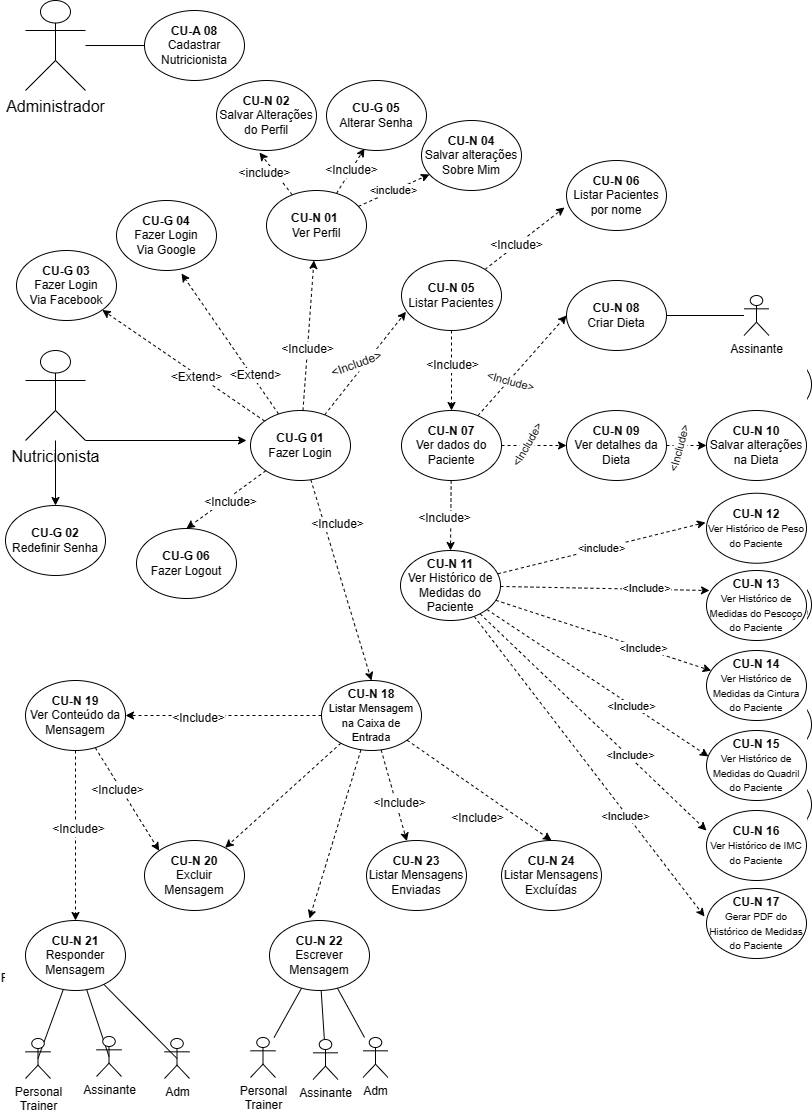 CU-A 08
Cadastrar
Nutricionista
Administrador
CU-N 02
Salvar Alterações
do Perfil
CU-G 05
Alterar Senha
CU-N 04
Salvar alterações
Sobre Mim
<include>
<Include>
<include>
CU-N 06
Listar Pacientes
por nome
CU-G 04
Fazer Login
Via Google
CU-N 01
Ver Perfil
<Include>
CU-G 03
Fazer Login
Via Facebook
CU-N 05
Listar Pacientes
CU-N 08
Criar Dieta
Assinante
<Include>
<Include>
<Include>
<Extend>
<Extend>
<Include>
Nutricionista
CU-G 01
Fazer Login
CU-N 07
Ver dados do
Paciente
<Include>
CU-N 09
Ver detalhes da
Dieta
<Include>
CU-N 10
Salvar alterações
na Dieta
<Include>
<Include>
<Include>
CU-G 02
Redefinir Senha
CU-G 06
Fazer Logout
CU-N 12
Ver Histórico de Peso
do Paciente
<include>
CU-N 11
Ver Histórico de
Medidas do
Paciente
<Include>
CU-N 13
Ver Histórico de
Medidas do Pescoço
do Paciente
<Include>
CU-N 14
Ver Histórico de
Medidas da Cintura
do Paciente
CU-N 19
Ver Conteúdo da
Mensagem
<Include>
CU-N 18
Listar Mensagem
na Caixa de
Entrada
<Include>
CU-N 15
Ver Histórico de
Medidas do Quadril
do Paciente
<Include>
<Include>
<Include>
<Include>
<Include>
<Include>
CU-N 16
Ver Histórico de IMC
do Paciente
CU-N 20
Excluir
Mensagem
CU-N 23
Listar Mensagens
Enviadas
CU-N 24
Listar Mensagens
Excluídas
CU-N 17
Gerar PDF do
Histórico de Medidas
do Paciente
CU-N 21
Responder
Mensagem
CU-N 22
Escrever
Mensagem
F
Personal
Trainer
Assinante
Adm
Personal
Trainer
Assinante
Adm